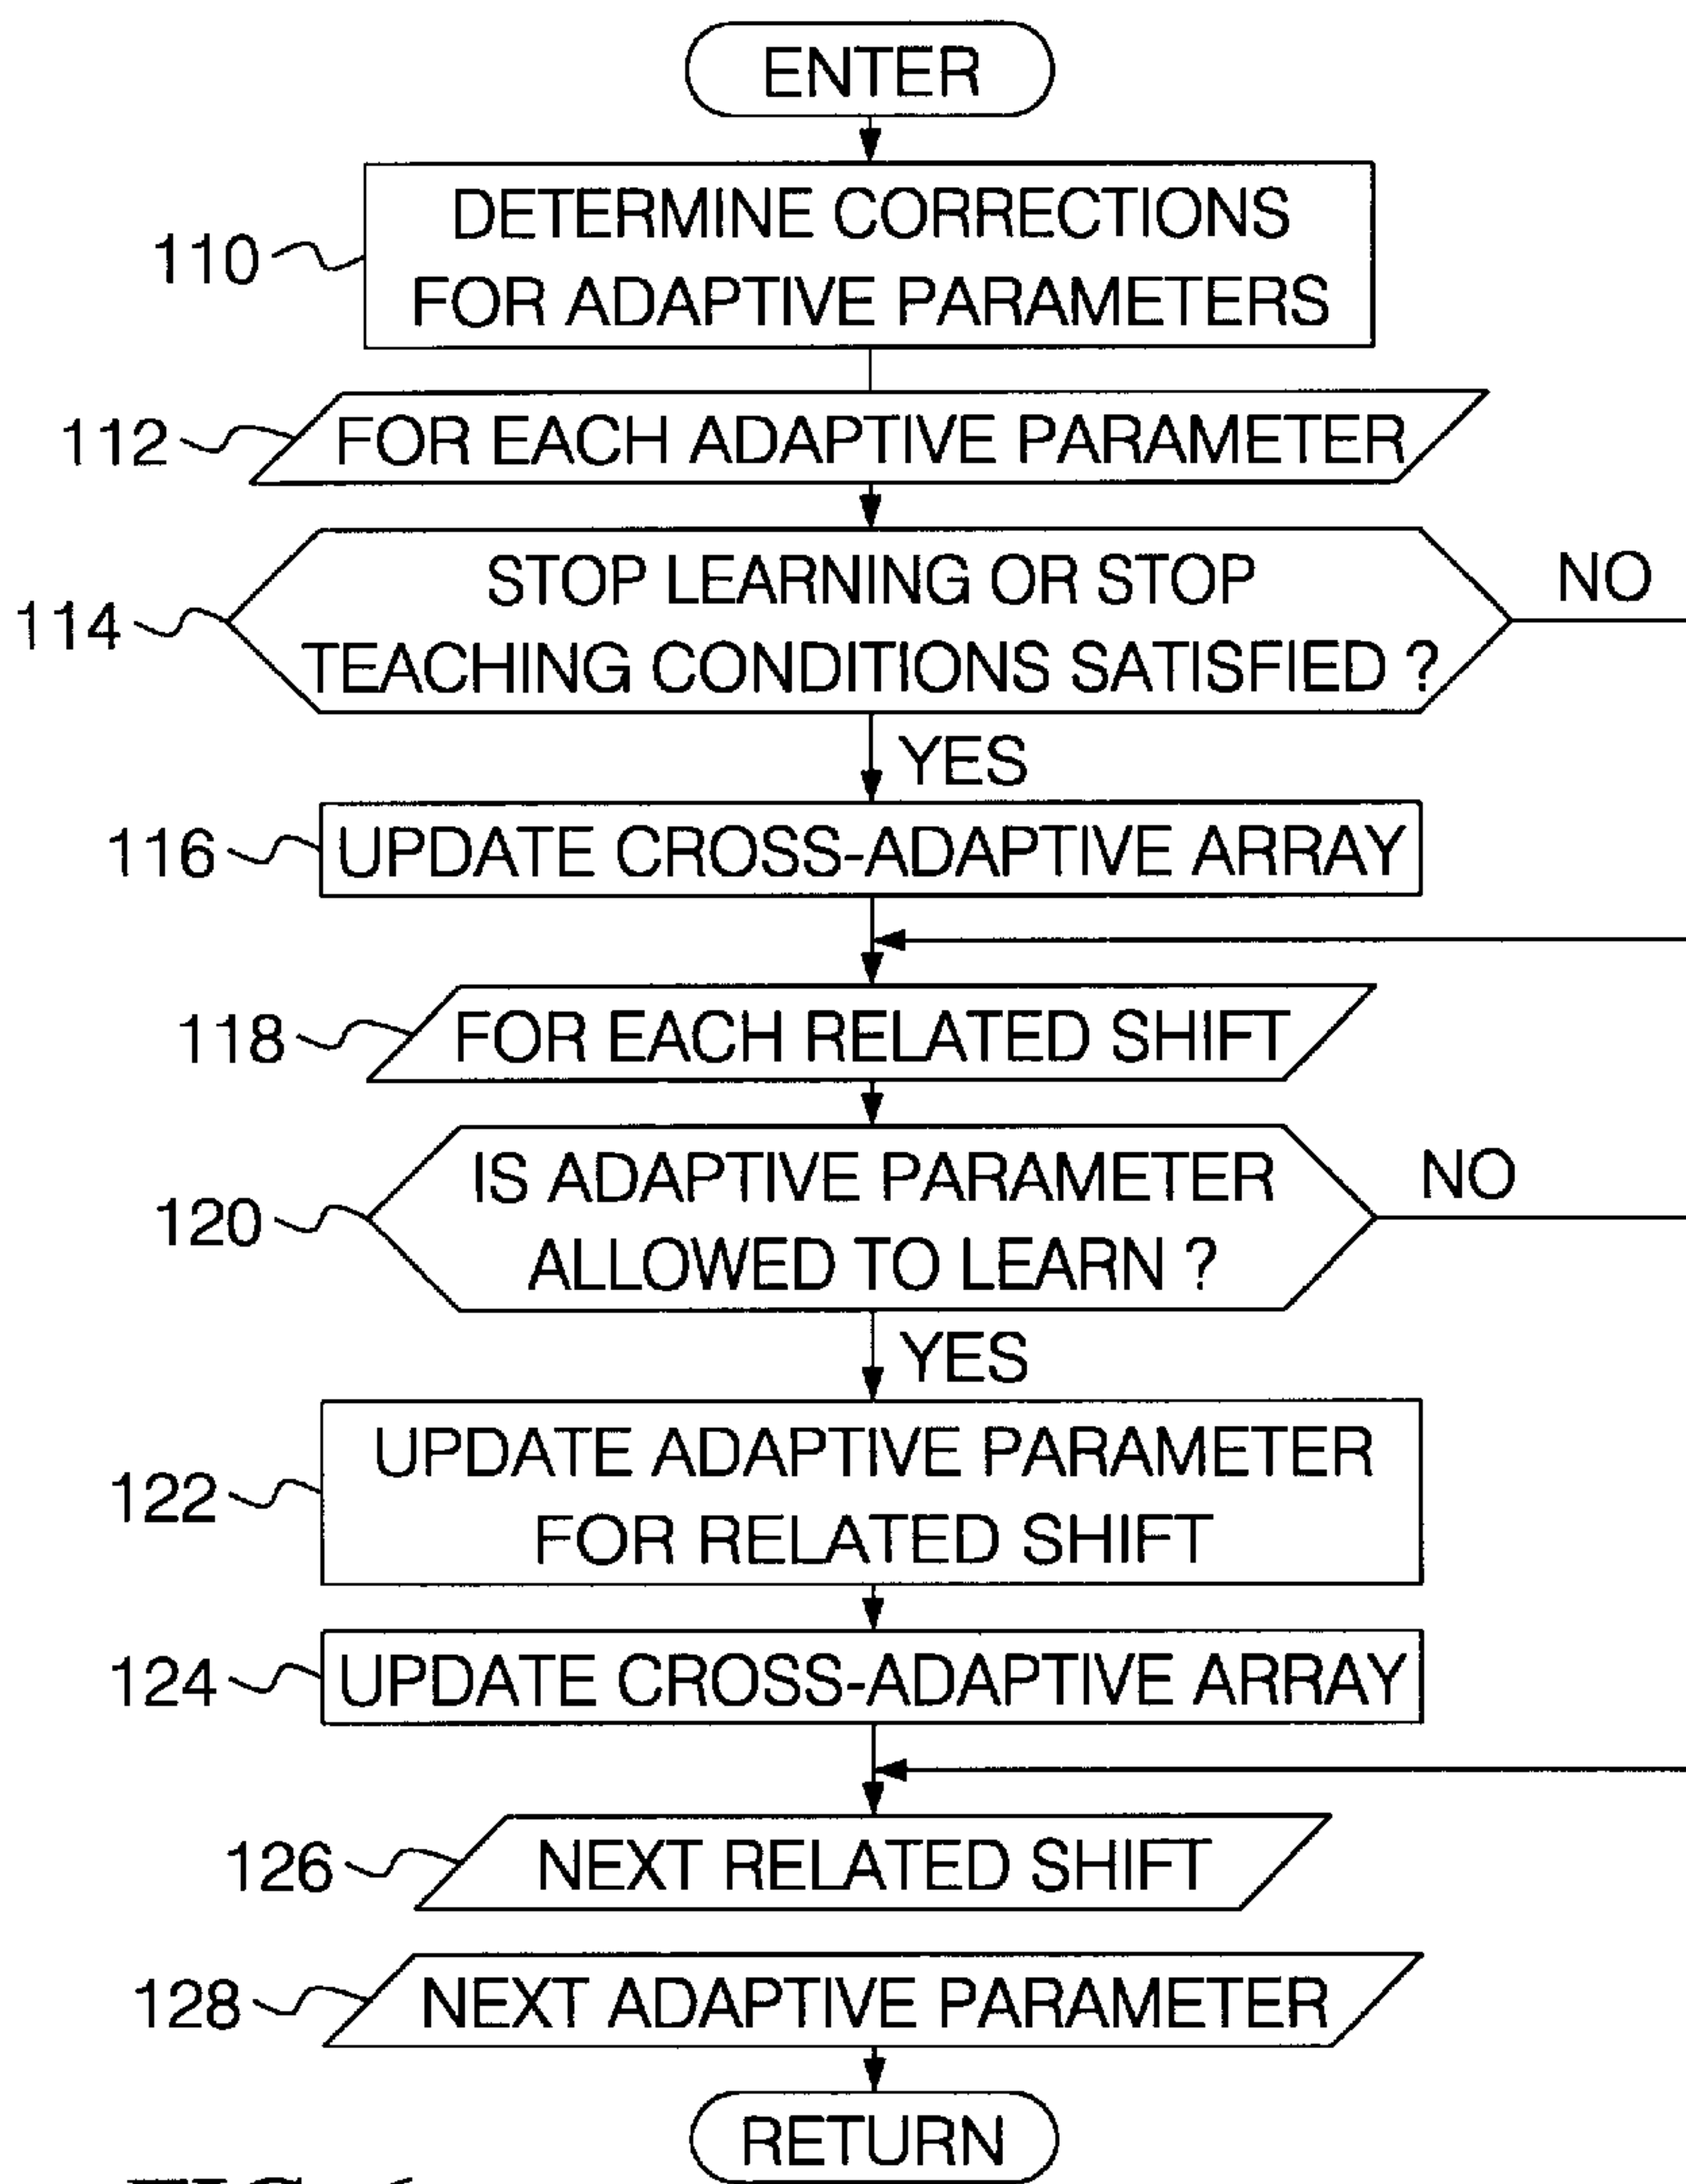 ENTER
110
DETERMINE CORRECTIONS
FOR ADAPTIVE PARAMETERS
112
FOR EACH ADAPTIVE PARAMETER
114
STOP LEARNING OR STOP
TEACHING CONDITIONS SATISFIED ?
NO
YES
116
UPDATE CROSS-ADAPTIVE ARRAY
118
FOR EACH RELATED SHIFT
120
IS ADAPTIVE PARAMETER
ALLOWED TO LEARN ?
NO
YES
122
UPDATE ADAPTIVE PARAMETER
FOR RELATED SHIFT
124
UPDATE CROSS-ADAPTIVE ARRAY
126
NEXT RELATED SHIFT
128
NEXT ADAPTIVE PARAMETER
RETURN